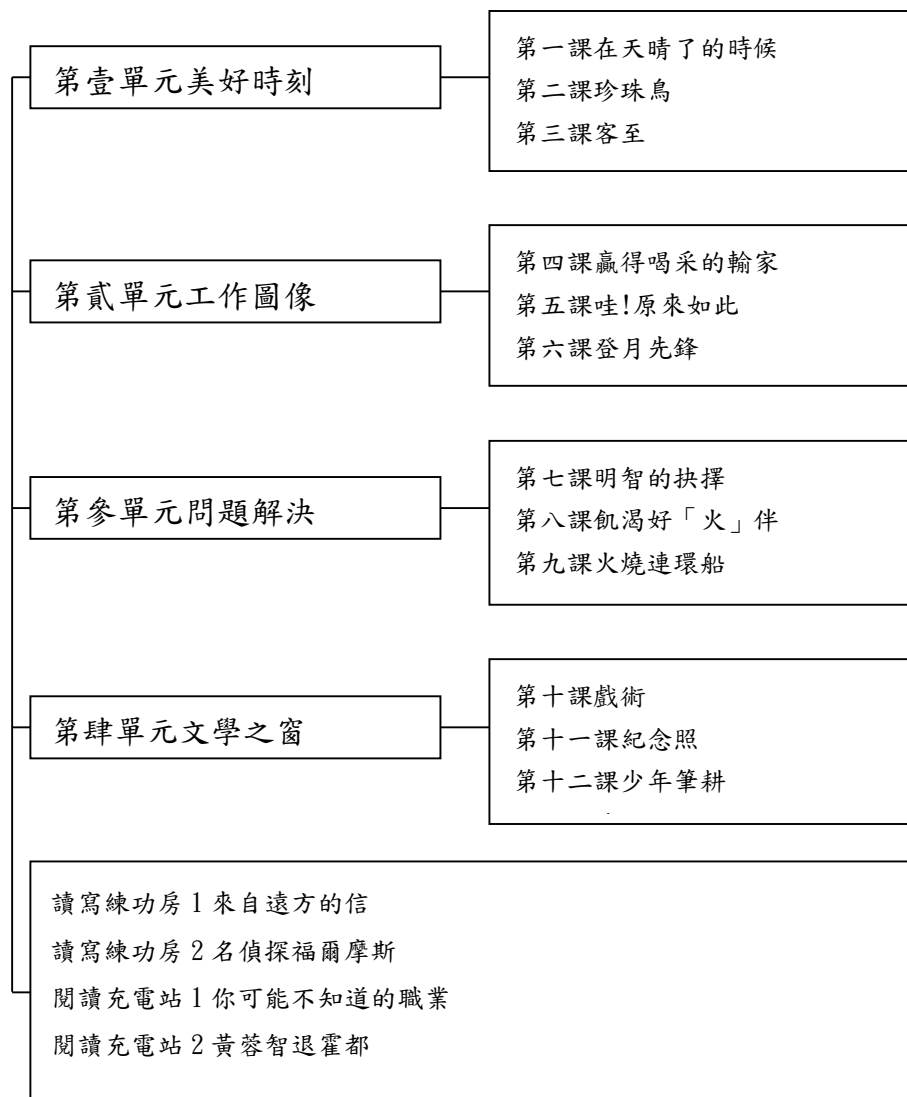 第壹單元美好時刻
第一課在天晴了的時候
第二課珍珠鳥
第三課客至
第貳單元工作圖像
第四課贏得喝采的輸家
第五課哇!原來如此
第六課登月先鋒
第參單元問題解決
第七課明智的抉擇
第八課飢渴好「火」伴
第九課火燒連環船
第肆單元文學之窗
第十課戲術
第十一課紀念照
第十二課少年筆耕
讀寫練功房1來自遠方的信
讀寫練功房2名偵探福爾摩斯
閱讀充電站1你可能不知道的職業
閱讀充電站2黃蓉智退霍都